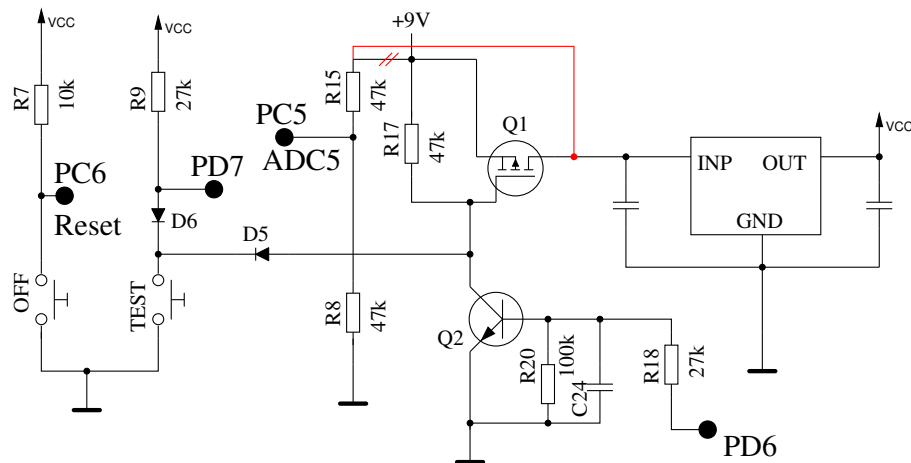 VCC
VCC
+9V
R7
10k
R9
27k
R15
47k
PC5
ADC5
R17
47k
Q1
VCC
INP
OUT
GND
PC6
Reset
PD7
D6
D5
OFF
TEST
R8
47k
Q2
R20
100k
C24
R18
27k
PD6